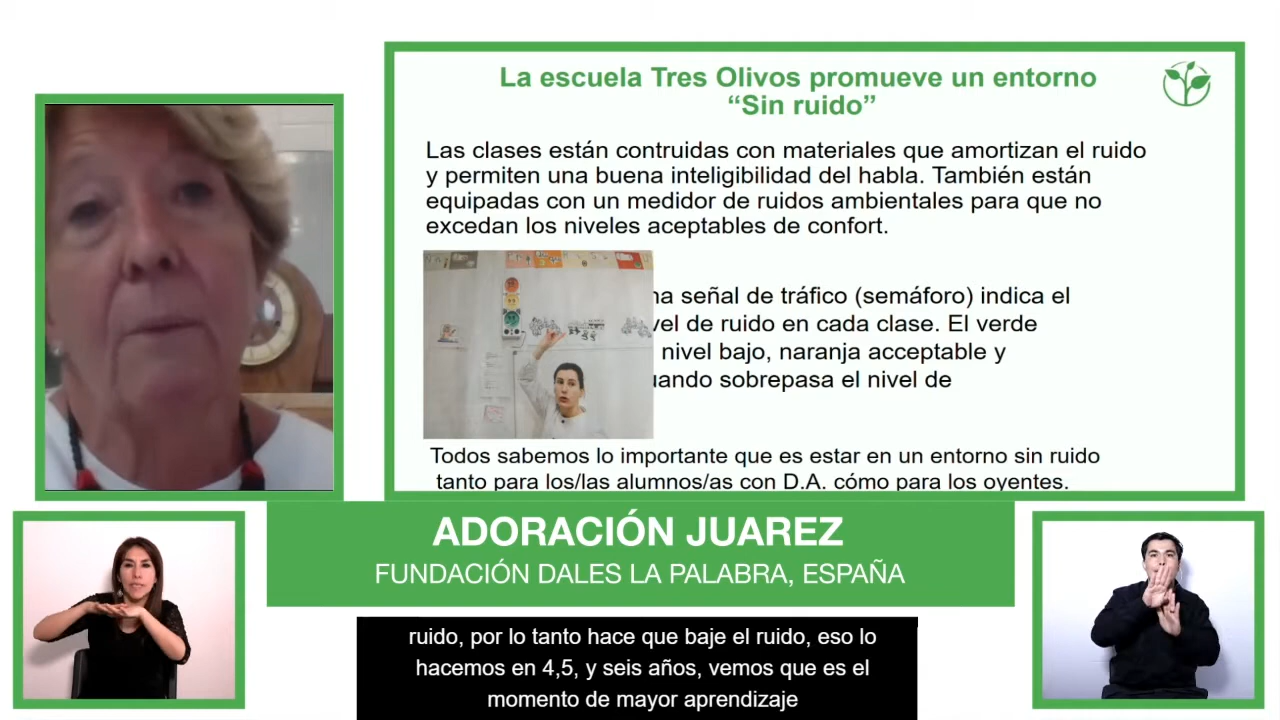 La escuela Tres Olivos promueve un entorno
“Sin ruido”
Las clases están contruidas con materiales que amortizan el ruido
y permiten una buena inteligibilidad del habla. También están
equipadas con un medidor de ruidos ambientales para que no
excedan los niveles aceptables de confort.
señal de tráfico (semáforo) indica el
de ruido en cada clase. El verde
nivel bajo, naranja acceptable y
sobrepasa el nivel de
Todos sabemos lo importante que es estar en un entorno sin ruido
tanto para los/las alumnos/as con D.A. cómo para los oyentes.
ADORACIÓN JUAREZ
FUNDACIÓN DALES LA PALABRA, ESPAÑA
ruido, por lo tanto hace que baje el ruido, eso lo
hacemos en 4,5, y seis años, vemos que es el
momento de mayor aprendizaje